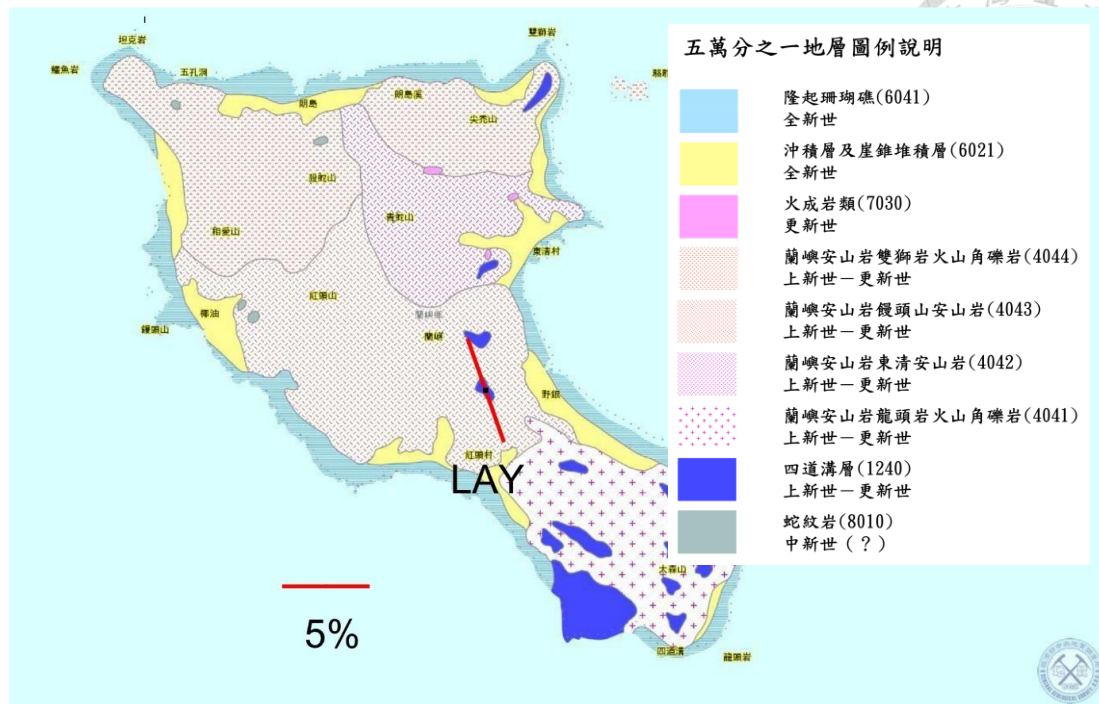 坦克岩
雙獅岩
鱷魚岩
五孔洞
朗島
朗島溪
尖禿山
殺蛇山
青蛇山
相愛山
東清村
紅頭山
椰油
饅頭山
蘭嶼鄉
蘭嶼
野銀
紅頭村
LAY
大森山
四道溝
龍頭岩
5%
五萬分之一地層圖例說明
隆起珊瑚礁(6041)
全新世
沖積層及崖錐堆積層(6021)
全新世
火成岩類(7030)
更新世
蘭嶼安山岩雙獅岩火山角礫岩(4044)
上新世－更新世
蘭嶼安山岩饅頭山安山岩(4043)
上新世－更新世
蘭嶼安山岩東清安山岩(4042)
上新世－更新世
蘭嶼安山岩龍頭岩火山角礫岩(4041)
上新世－更新世
四道溝層(1240)
上新世－更新世
蛇紋岩(8010)
中新世（？）